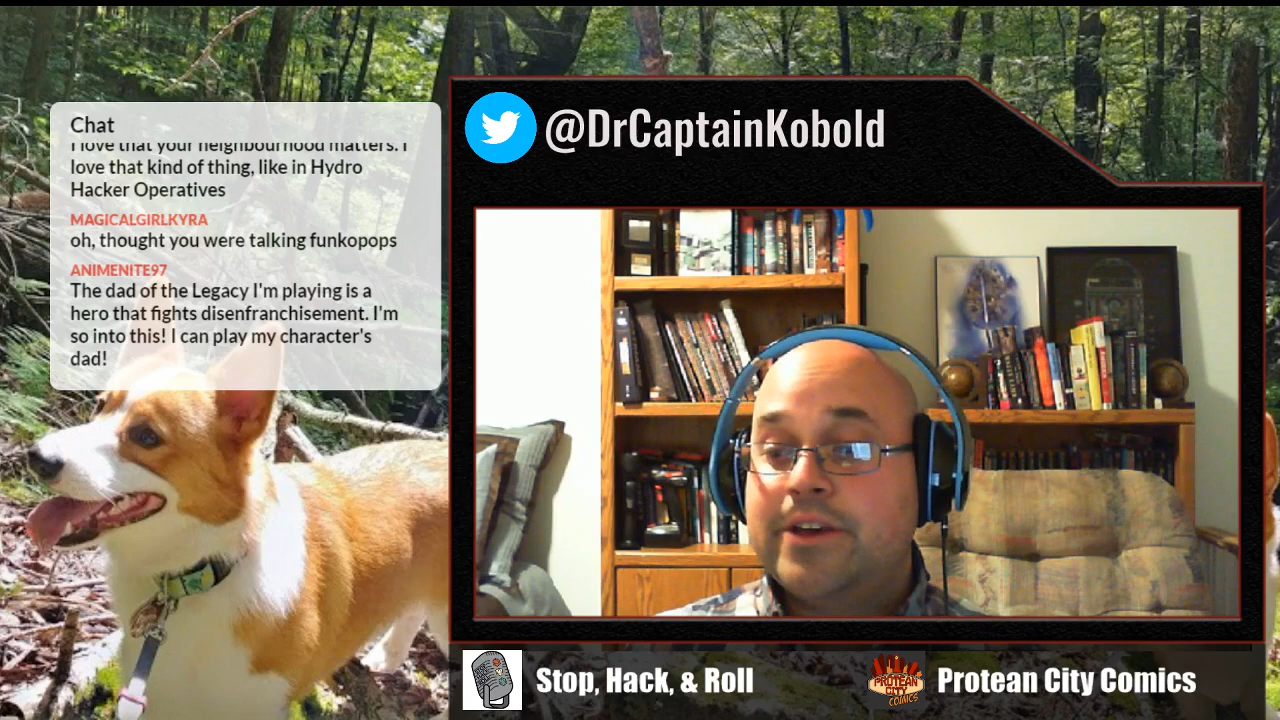 @DrCaptainKobold
Chat
I love that your neighbourhood matters. I
love that kind of thing, like in Hydro
Hacker Operatives
MAGICALGIRLKYRA
oh, thought you were talking funkopops
ANIMENITE97
The dad of the Legacy I'm playing is a
hero that fights disenfranchisement. I'm
so into this! I can play my character's
dad!
Stop, Hack, & Roll
PROTEAN
CITY
COMICS
Protean City Comics